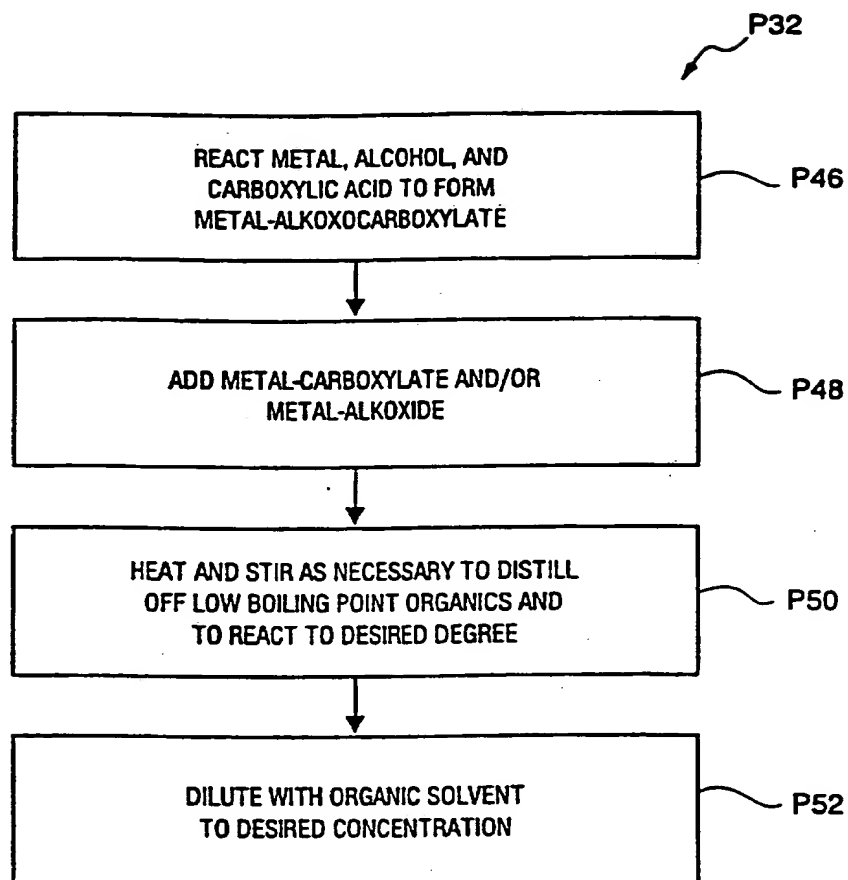 P32
REACT METAL, ALCOHOL, AND
CARBOXYLIC ACID TO FORM
METAL-ALKOXOCARBOXYLATE
P46
ADD METAL-CARBOXYLATE AND/OR
METAL-ALKOXIDE
P48
HEAT AND STIR AS NECESSARY TO DISTILL
OFF LOW BOILING POINT ORGANICS AND
TO REACT TO DESIRED DEGREE
P50
DILUTE WITH ORGANIC SOLVENT
TO DESIRED CONCENTRATION
P52